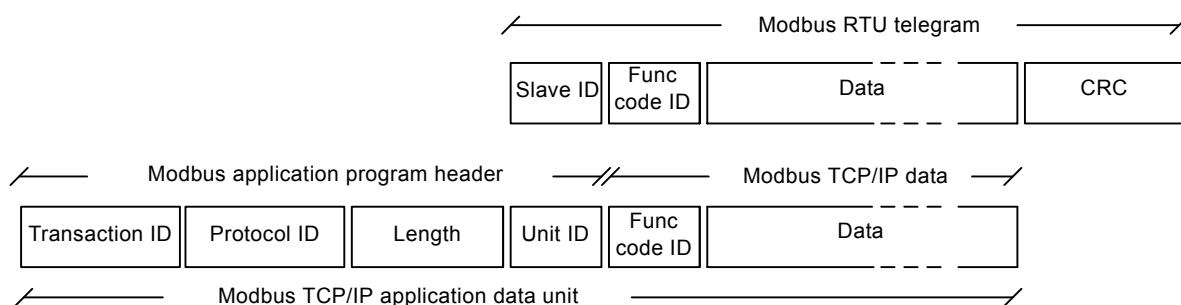 Modbus RTU telegram
Slave ID
Func
code ID
Data
CRC
Modbus application program header
Modbus TCP/IP data
Transaction ID
Protocol ID
Length
Unit ID
Func
code ID
Data
Modbus TCP/IP application data unit